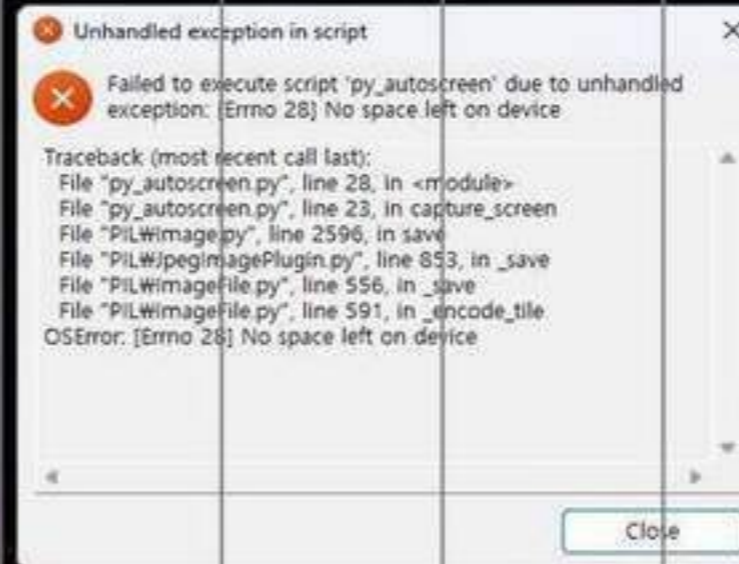 Unhandled exception in script
Failed to execute script 'py_autoscreen' due to unhandled
exception: [Errno 28] No space left on device
Traceback (most recent call last):
File "py_autoscreen.py", line 28, in <module>
File "py_autoscreen.py", line 23, in capture_screen
File "PIL₩Image.py", line 2596, in save
File "PIL₩JpegImagePlugin.py", line 853, in _save
File "PIL₩ImageFile.py", line 556, in _save
File "PIL₩ImageFile.py", line 591, in _encode_tile
OSError: [Errno 28] No space left on device
Close